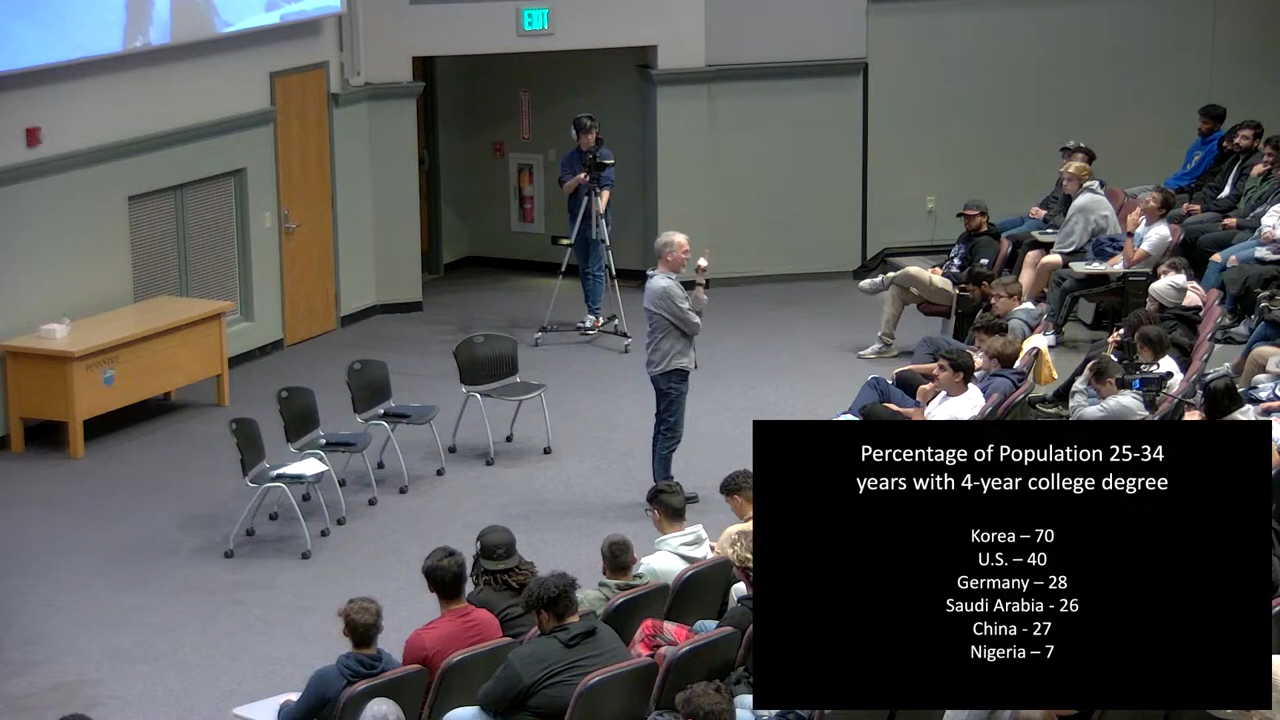 EXIT
PENNSTATE
Percentage of Population 25-34
years with 4-year college degree
Korea – 70
U.S. – 40
Germany – 28
Saudi Arabia - 26
China - 27
Nigeria – 7